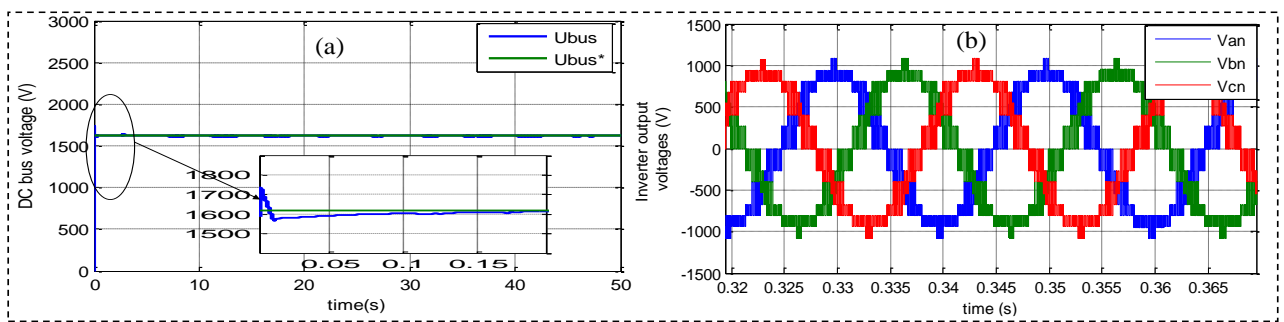 (a)
DC bus voltage (V)
3000
2500
2000
1500
1000
500
0
Ubus
Ubus*
1800
1700
1600
1500
0.05 0.1 0.15
0 10 20 30 40 50
time(s)
(b)
Inverter output
voltages (V)
1500
1000
500
0
-500
-1000
-1500
Van
Vbn
Vcn
0.32 0.325 0.33 0.335 0.34 0.345 0.35 0.355 0.36 0.365
time (s)